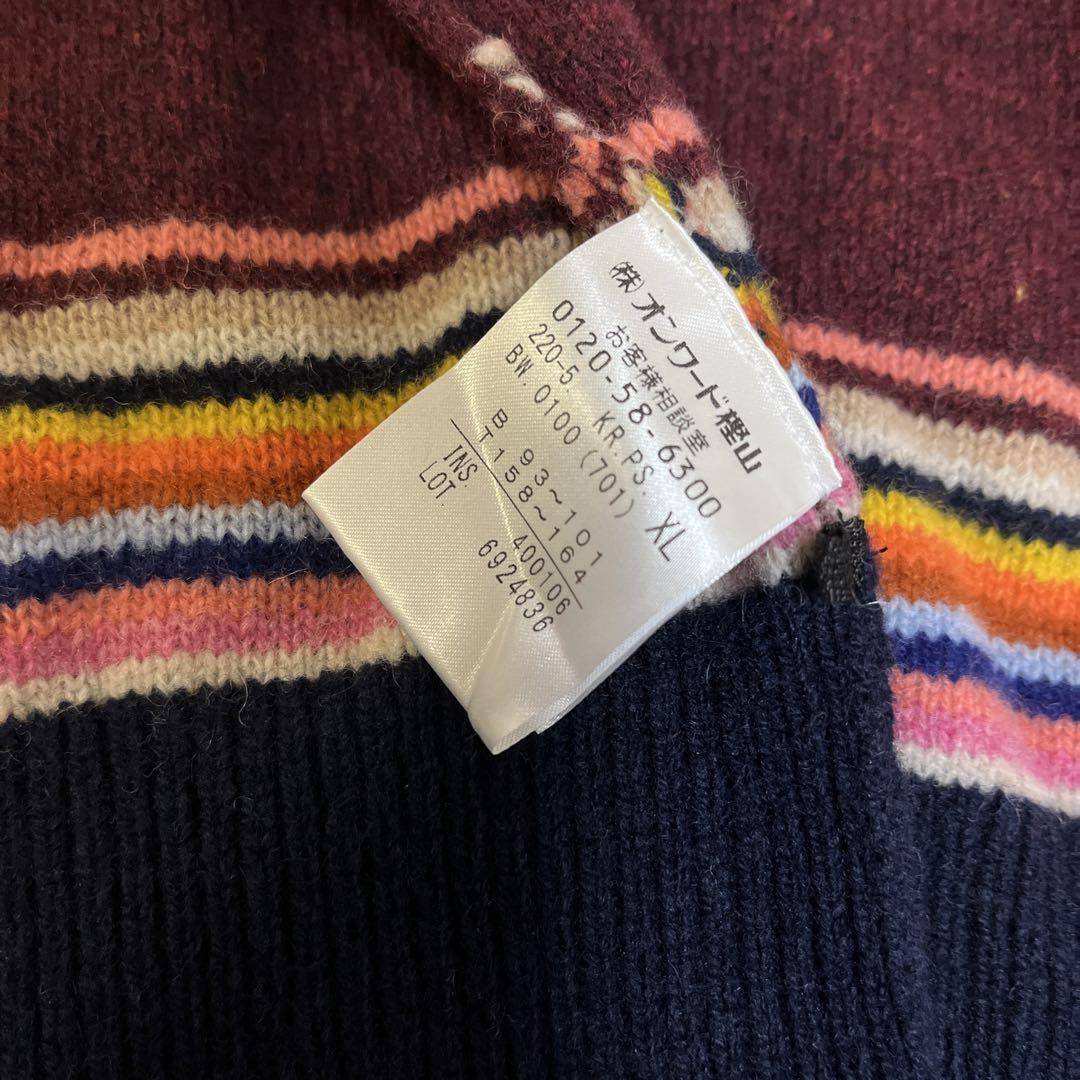 (株)オンワード樫山
お客様相談室
0120-58-6300
220-5 KR.PS. XL
BW.0100(701)
B 93~101
T 158~164
INS. 400106
LOT 6924836